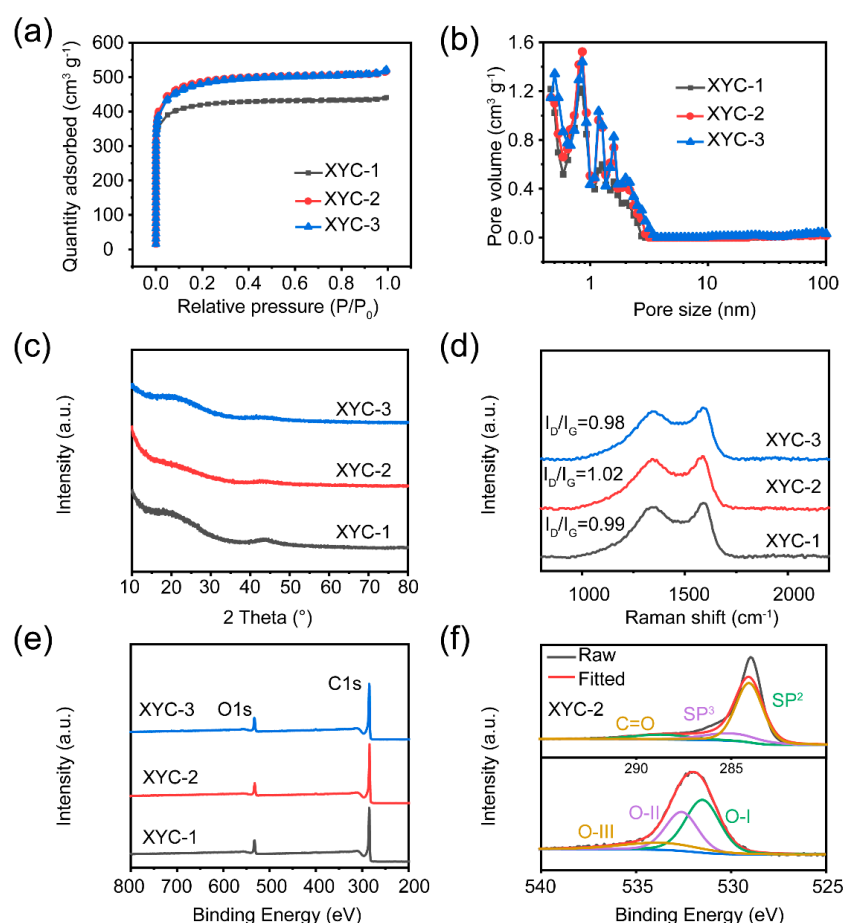 (a)
600
500
400
300
200
100
0
Quantity adsorbed (cm³ g⁻¹)
XYC-1
XYC-2
XYC-3
0.0 0.2 0.4 0.6 0.8 1.0
Relative pressure (P/P₀)
(b)
1.6
1.2
0.8
0.4
0.0
Pore volume (cm³ g⁻¹)
XYC-1
XYC-2
XYC-3
1 10 100
Pore size (nm)
(c)
Intensity (a.u.)
XYC-3
XYC-2
XYC-1
10 20 30 40 50 60 70 80
2 Theta (°)
(d)
Intensity (a.u.)
I_D/I_G=0.98
XYC-3
I_D/I_G=1.02
XYC-2
I_D/I_G=0.99
XYC-1
1000 1500 2000
Raman shift (cm⁻¹)
(e)
Intensity (a.u.)
C1s
XYC-3 O1s
XYC-2
XYC-1
800 700 600 500 400 300 200
Binding Energy (eV)
(f)
Intensity (a.u.)
Raw
Fitted
XYC-2
C=O SP³ SP²
290 287 284
O-III O-II O-I
540 535 530 525
Binding Energy (eV)